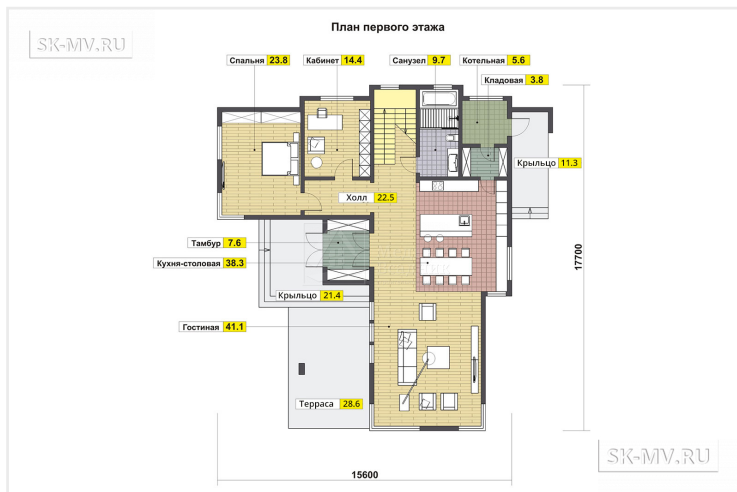 План первого этажа
SK-MV.RU
Спальня 23.8
Кабинет 14.4
Санузел 9.7
Котельная 5.6
Кладовая 3.8
Крыльцо 11.3
Холл 22.5
Тамбур 7.6
Кухня-столовая 38.3
Крыльцо 21.4
Гостиная 41.1
Терраса 28.6
17700
15600
SK-MV.RU